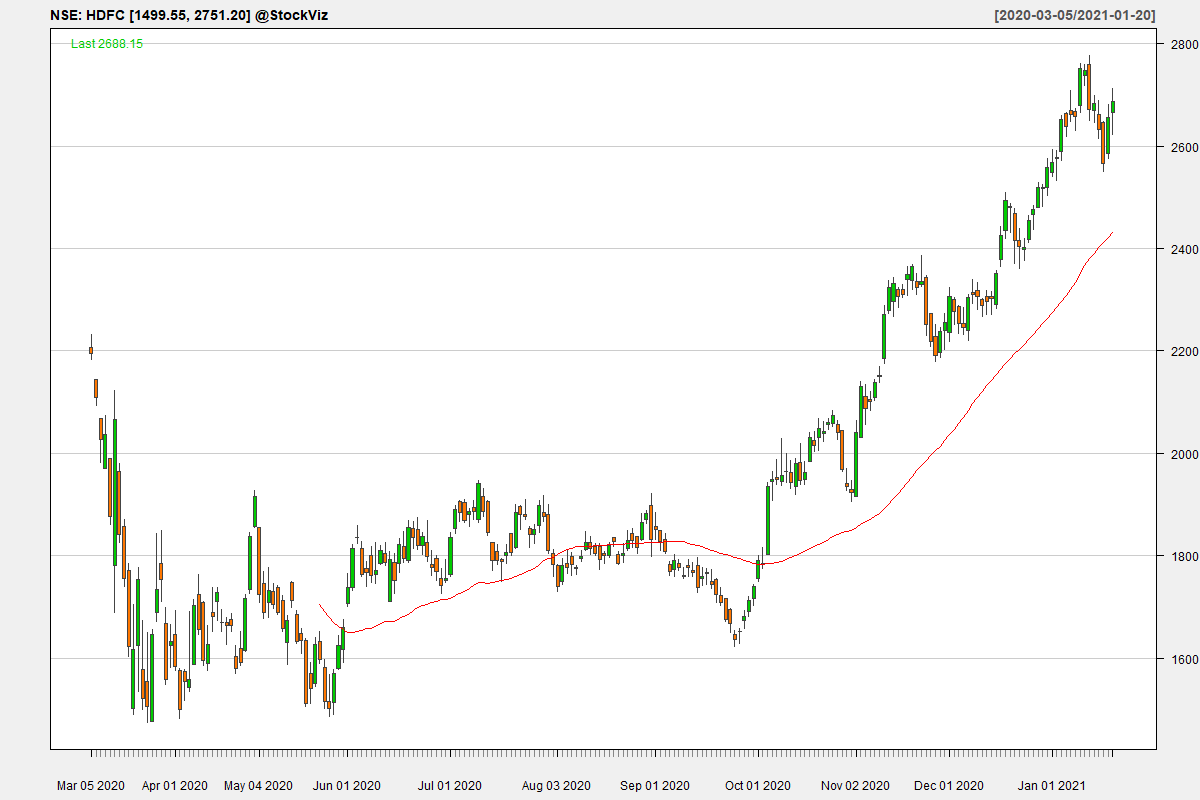 NSE: HDFC [1499.55, 2751.20] @StockViz [2020-03-05/2021-01-20]
Last 2688.15
2800
2600
2400
2200
2000
1800
1600
Mar 05 2020 Apr 01 2020 May 04 2020 Jun 01 2020 Jul 01 2020 Aug 03 2020 Sep 01 2020 Oct 01 2020 Nov 02 2020 Dec 01 2020 Jan 01 2021